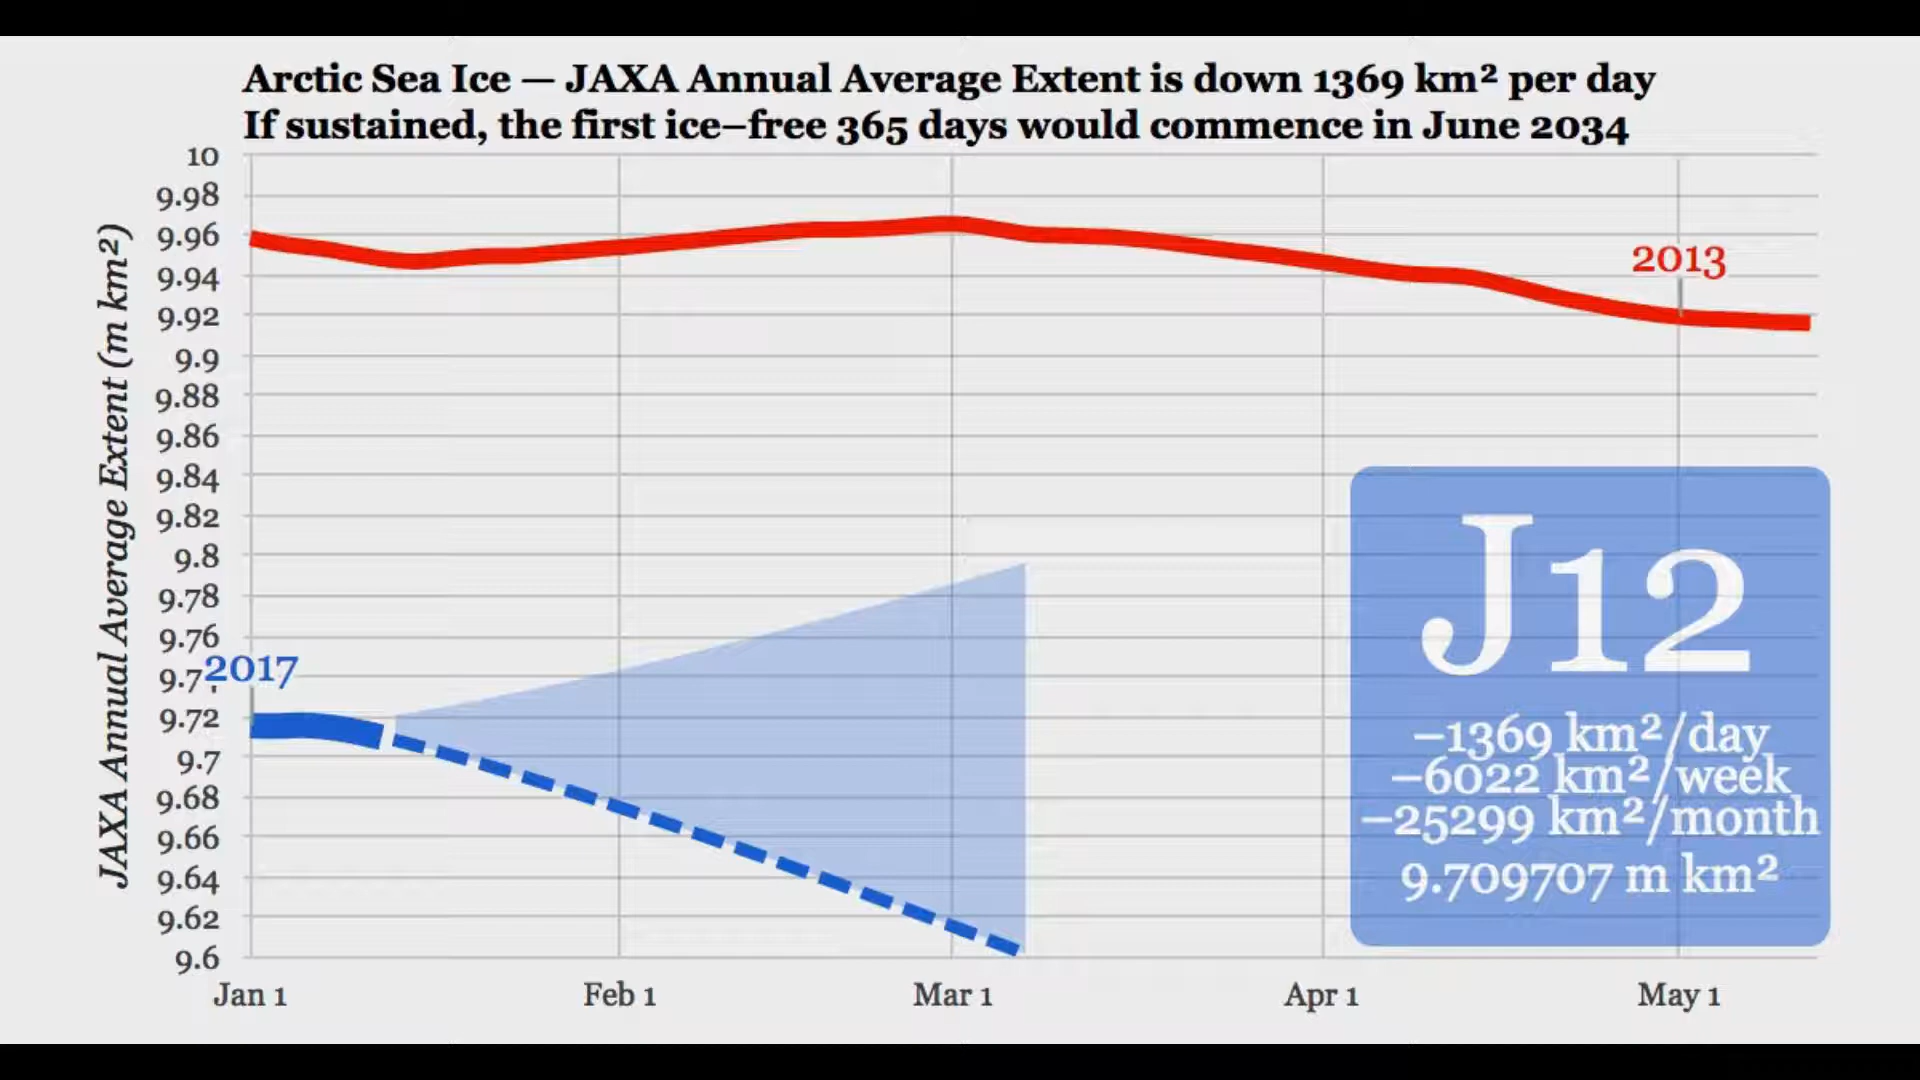 Arctic Sea Ice — JAXA Annual Average Extent is down 1369 km² per day
If sustained, the first ice–free 365 days would commence in June 2034
JAXA Annual Average Extent (m km²)
10
9.98
9.96
9.94
9.92
9.9
9.88
9.86
9.84
9.82
9.8
9.78
9.76
9.72
9.7
9.68
9.66
9.64
9.62
9.6
2013
2017
Jan 1
Feb 1
Mar 1
Apr 1
May 1
J12
–1369 km²/day
–6022 km²/week
–25299 km²/month
9.709707 m km²